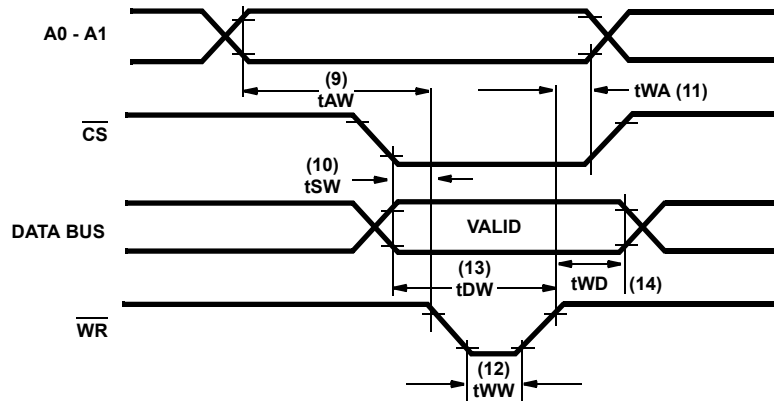 A0 - A1
(9)
tAW
tWA (11)
CS
(10)
tSW
DATA BUS
VALID
(13)
tDW
tWD (14)
WR
(12)
tWW